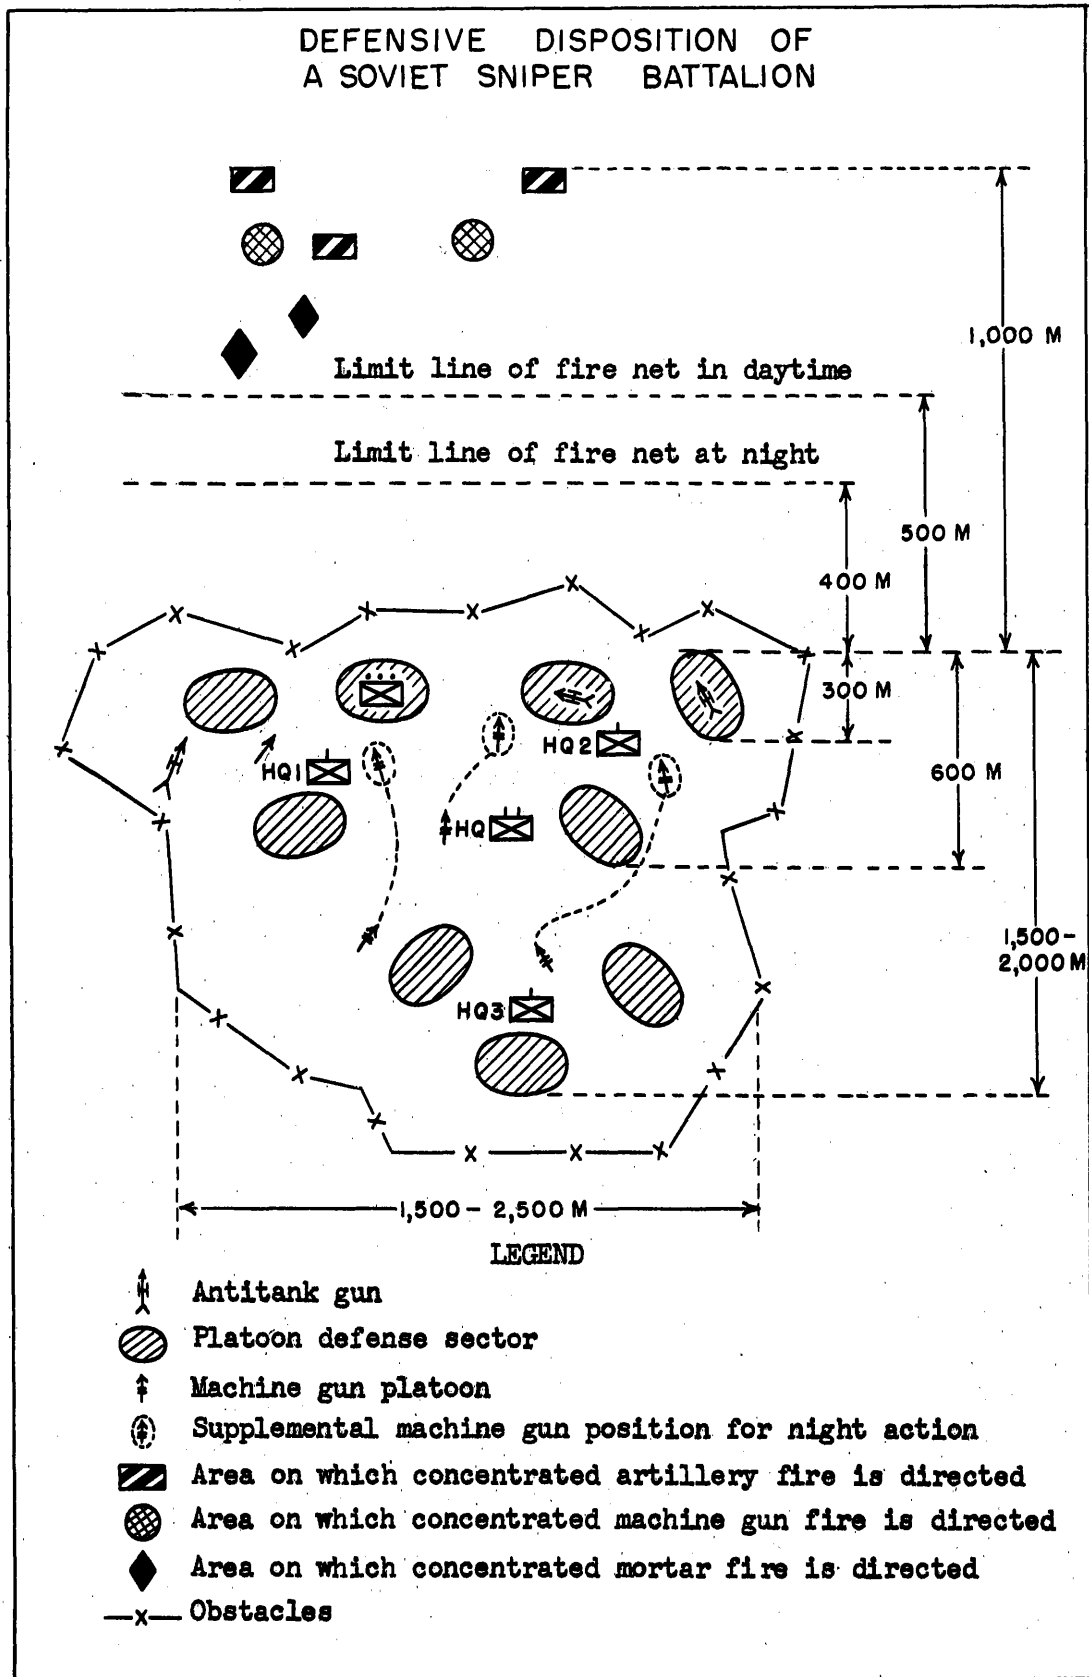 DEFENSIVE DISPOSITION OF
A SOVIET SNIPER BATTALION
1,000 M
Limit line of fire net in daytime
Limit line of fire net at night
500 M
400 M
300 M
HQ2
HQ1
600 M
HQ
1,500-
2,000 M
HQ3
1,500 - 2,500 M
LEGEND
Antitank gun
Platoon defense sector
Machine gun platoon
Supplemental machine gun position for night action
Area on which concentrated artillery fire is directed
Area on which concentrated machine gun fire is directed
Area on which concentrated mortar fire is directed
Obstacles